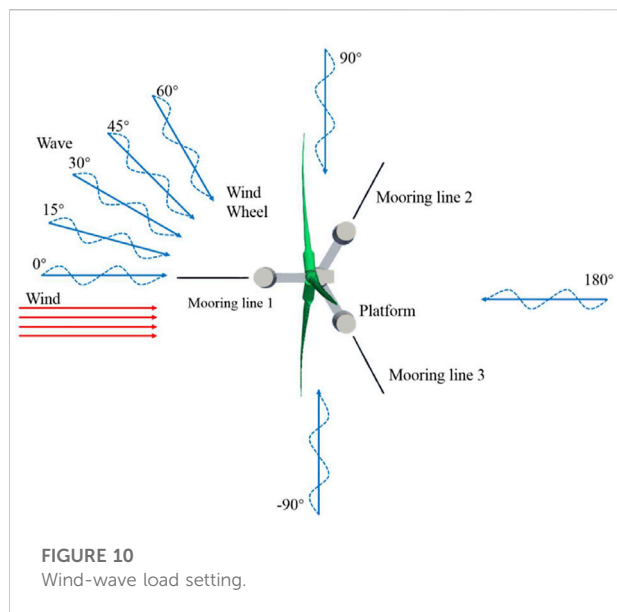 90°
60°
45°
Wave
30°
15°
0°
Wind
Wind
Wheel
Mooring line 2
Mooring line 1
180°
Platform
Mooring line 3
-90°
FIGURE 10
Wind-wave load setting.